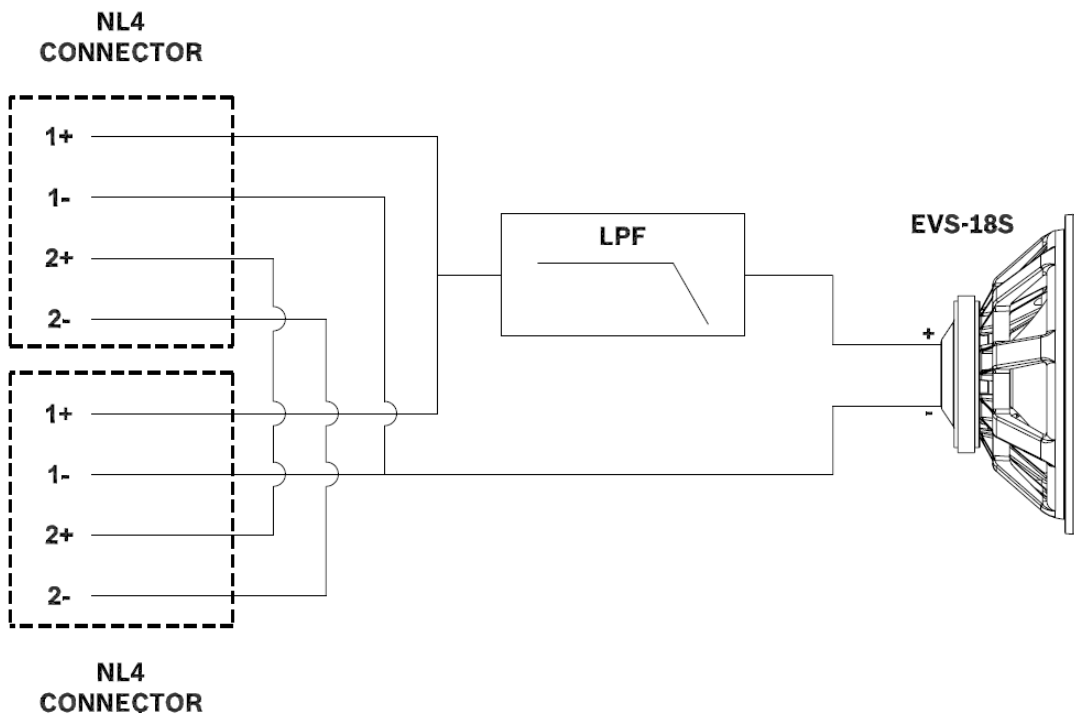 NL4
CONNECTOR
1+
1-
2+
2-
1+
1-
2+
2-
NL4
CONNECTOR
LPF
EVS-18S
+
-